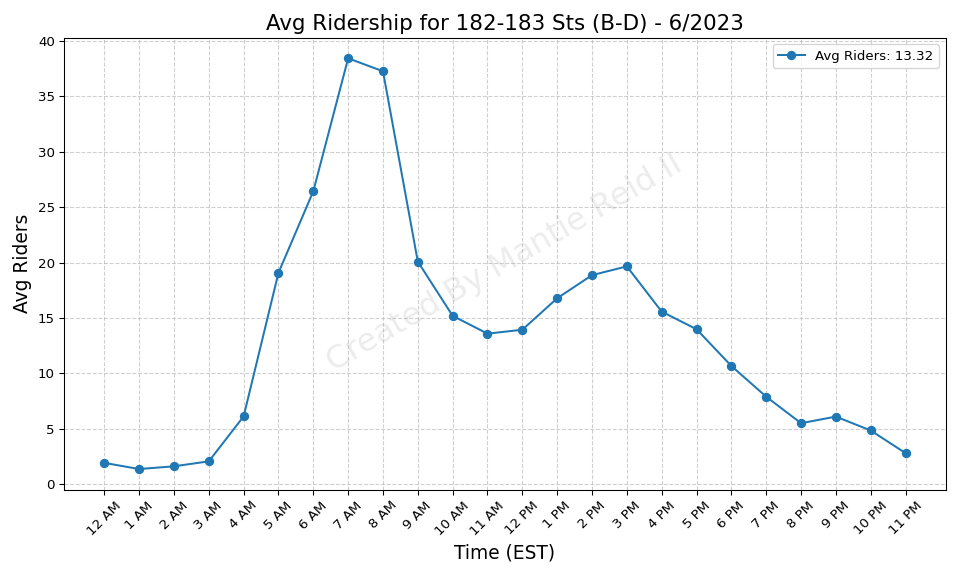 Avg Ridership for 182-183 Sts (B-D) - 6/2023
Avg Riders: 13.32
Avg Riders
40
35
30
25
20
15
10
5
0
Created By Mantie Reid II
12 AM
1 AM
2 AM
3 AM
4 AM
5 AM
6 AM
7 AM
8 AM
9 AM
10 AM
11 AM
12 PM
1 PM
2 PM
3 PM
4 PM
5 PM
6 PM
7 PM
8 PM
9 PM
10 PM
11 PM
Time (EST)